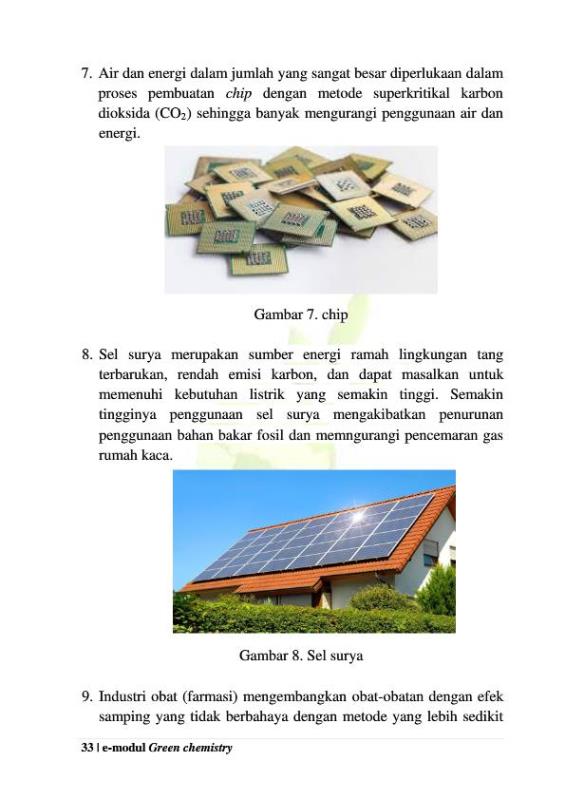 7. Air dan energi dalam jumlah yang sangat besar diperlukaan dalam
proses pembuatan chip dengan metode superkritikal karbon
dioksida (CO₂) sehingga banyak mengurangi penggunaan air dan
energi.
Gambar 7. chip
8. Sel surya merupakan sumber energi ramah lingkungan tang
terbarukan, rendah emisi karbon, dan dapat masalkan untuk
memenuhi kebutuhan listrik yang semakin tinggi. Semakin
tingginya penggunaan sel surya mengakibatkan penurunan
penggunaan bahan bakar fosil dan memngurangi pencemaran gas
rumah kaca.
Gambar 8. Sel surya
9. Industri obat (farmasi) mengembangkan obat-obatan dengan efek
samping yang tidak berbahaya dengan metode yang lebih sedikit
33 | e-modul Green chemistry